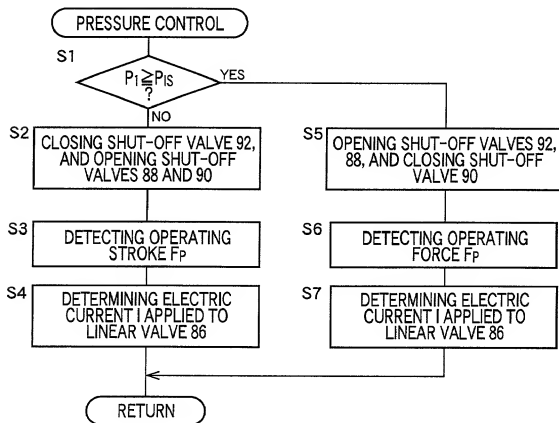 PRESSURE CONTROL
S1
P1≧PIS
?
YES
NO
S2
CLOSING SHUT-OFF VALVE 92,
AND OPENING SHUT-OFF
VALVES 88 AND 90
S3
DETECTING OPERATING
STROKE FP
S4
DETERMINING ELECTRIC
CURRENT I APPLIED TO
LINEAR VALVE 86
S5
OPENING SHUT-OFF VALVES 92,
88, AND CLOSING SHUT-OFF
VALVE 90
S6
DETECTING OPERATING
FORCE FP
S7
DETERMINING ELECTRIC
CURRENT I APPLIED TO
LINEAR VALVE 86
RETURN